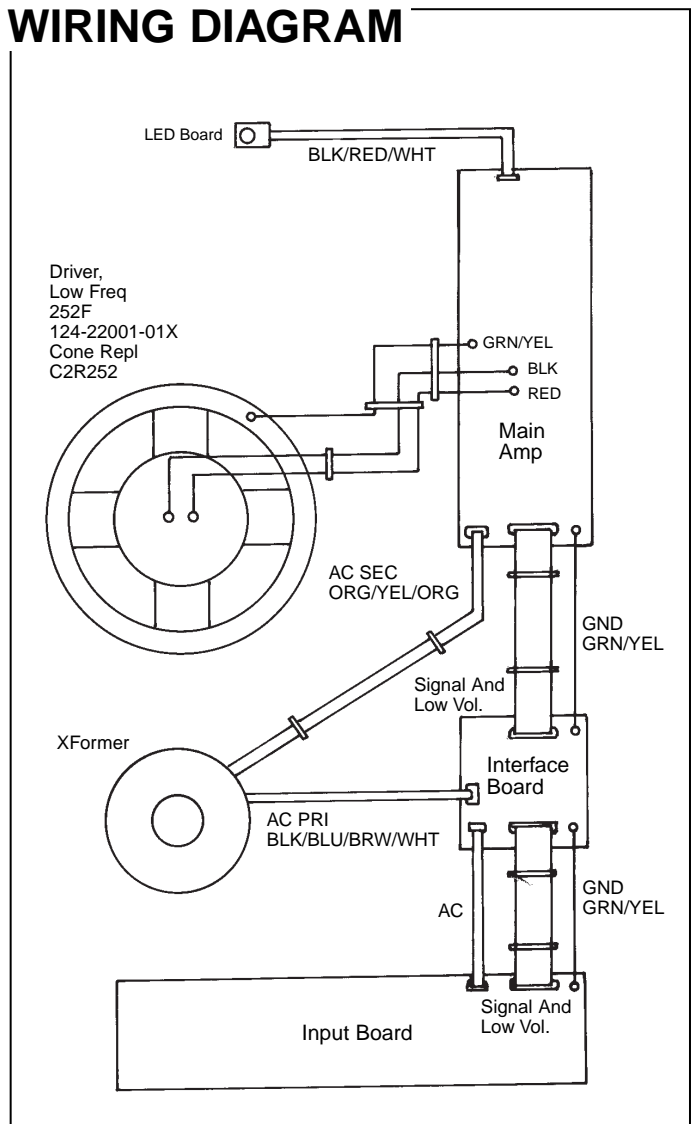 WIRING DIAGRAM
LED Board
BLK/RED/WHT
Driver,
Low Freq
252F
124-22001-01X
Cone Repl
C2R252
GRN/YEL
BLK
RED
Main
Amp
AC SEC
ORG/YEL/ORG
GND
GRN/YEL
Signal And
Low Vol.
XFormer
Interface
Board
AC PRI
BLK/BLU/BRW/WHT
AC
GND
GRN/YEL
Signal And
Low Vol.
Input Board